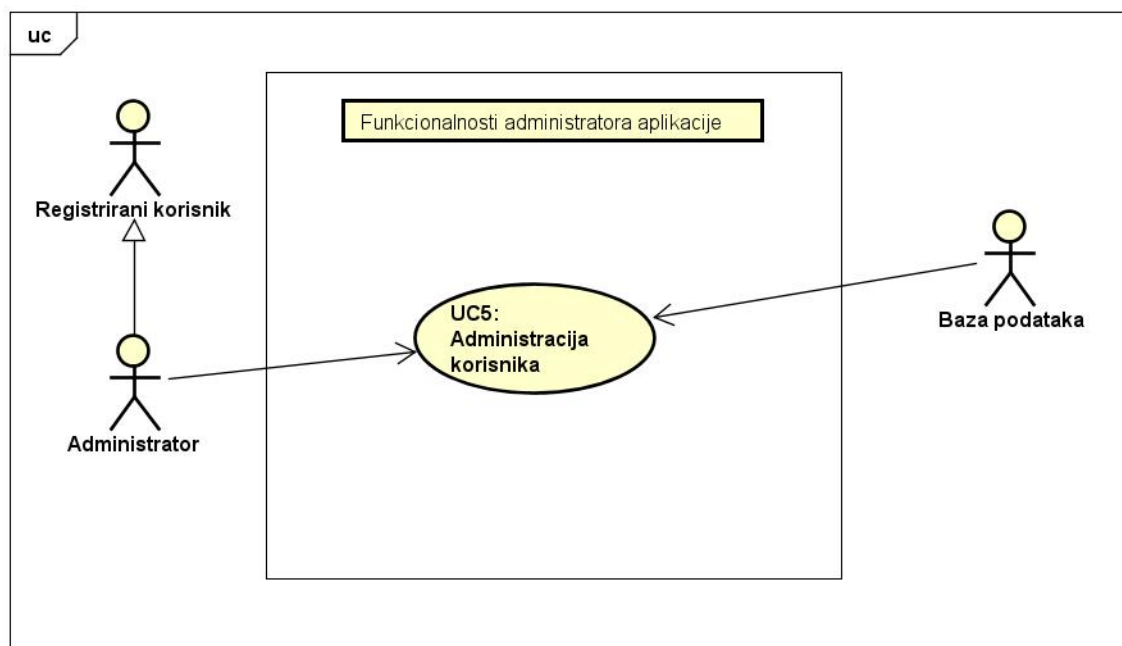 uc
Funkcionalnosti administratora aplikacije
Registrirani korisnik
UC5:
Administracija
korisnika
Baza podataka
Administrator